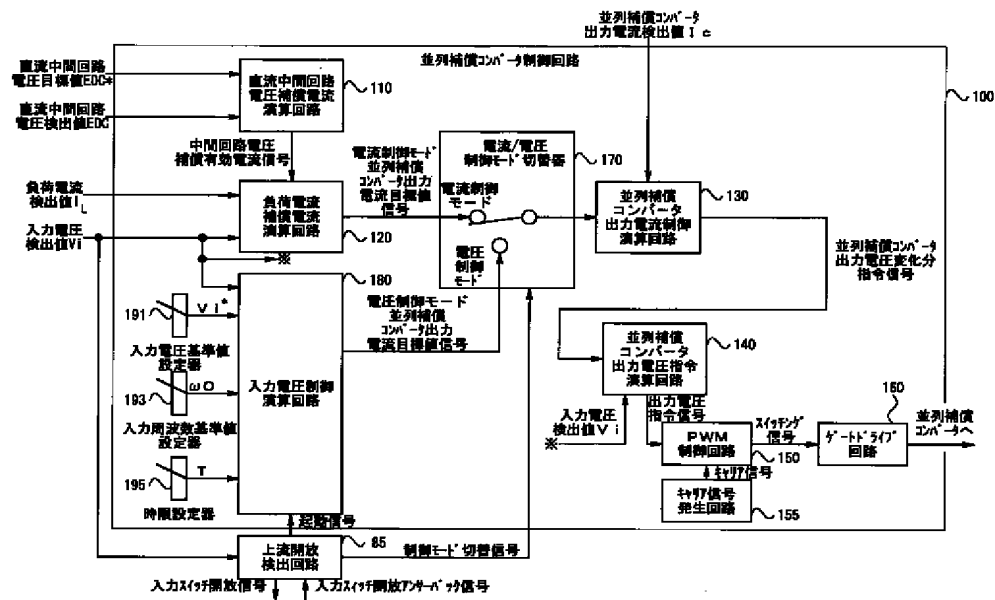 並列補償ｺﾝﾊﾞｰﾀ
出力電流検出値Ｉｃ
並列補償ｺﾝﾊﾞｰﾀ制御回路
100
直流中間回路
電圧目標値EDC*
直流中間回路
電圧検出値EDC
直流中間回路
電圧補償電流
演算回路
110
中間回路電圧
補償有効電流信号
負荷電流
検出値IL
入力電圧
検出値Vi
負荷電流
補償電流
演算回路
120
※
電流制御ﾓｰﾄﾞ
並列補償
ｺﾝﾊﾞｰﾀ出力
電流目標値
信号
電流/電圧
制御ﾓｰﾄﾞ切替器
170
電流制御
モード
電圧
制御
ﾓｰﾄﾞ
並列補償
コンバータ
出力電流制御
演算回路
130
並列補償ｺﾝﾊﾞｰﾀ
出力電圧変化分
指令信号
180
入力電圧制御
演算回路
電圧制御モード
並列補償
ｺﾝﾊﾞｰﾀ出力
電流目標値信号
191
Ｖｉ*
入力電圧基準値
設定器
193
ωO
入力周波数基準値
設定器
195
T
時限設定器
並列補償
コンバータ
出力電圧指令
演算回路
140
入力電圧
検出値Ｖｉ
※
出力電圧
指令信号
PWM
制御回路
150
ｽｲｯﾁﾝｸﾞ
信号
160
ｹﾞｰﾄﾄﾞﾗｲﾌﾞ
回路
並列補償
ｺﾝﾊﾞｰﾀへ
ｷｬﾘｱ信号
ｷｬﾘｱ信号
発生回路
155
起動信号
上流開放
検出回路
85
制御ﾓｰﾄﾞ切替信号
入力ｽｲｯﾁ開放信号
入力ｽｲｯﾁ開放ｱﾝｻｰﾊﾞｯｸ信号